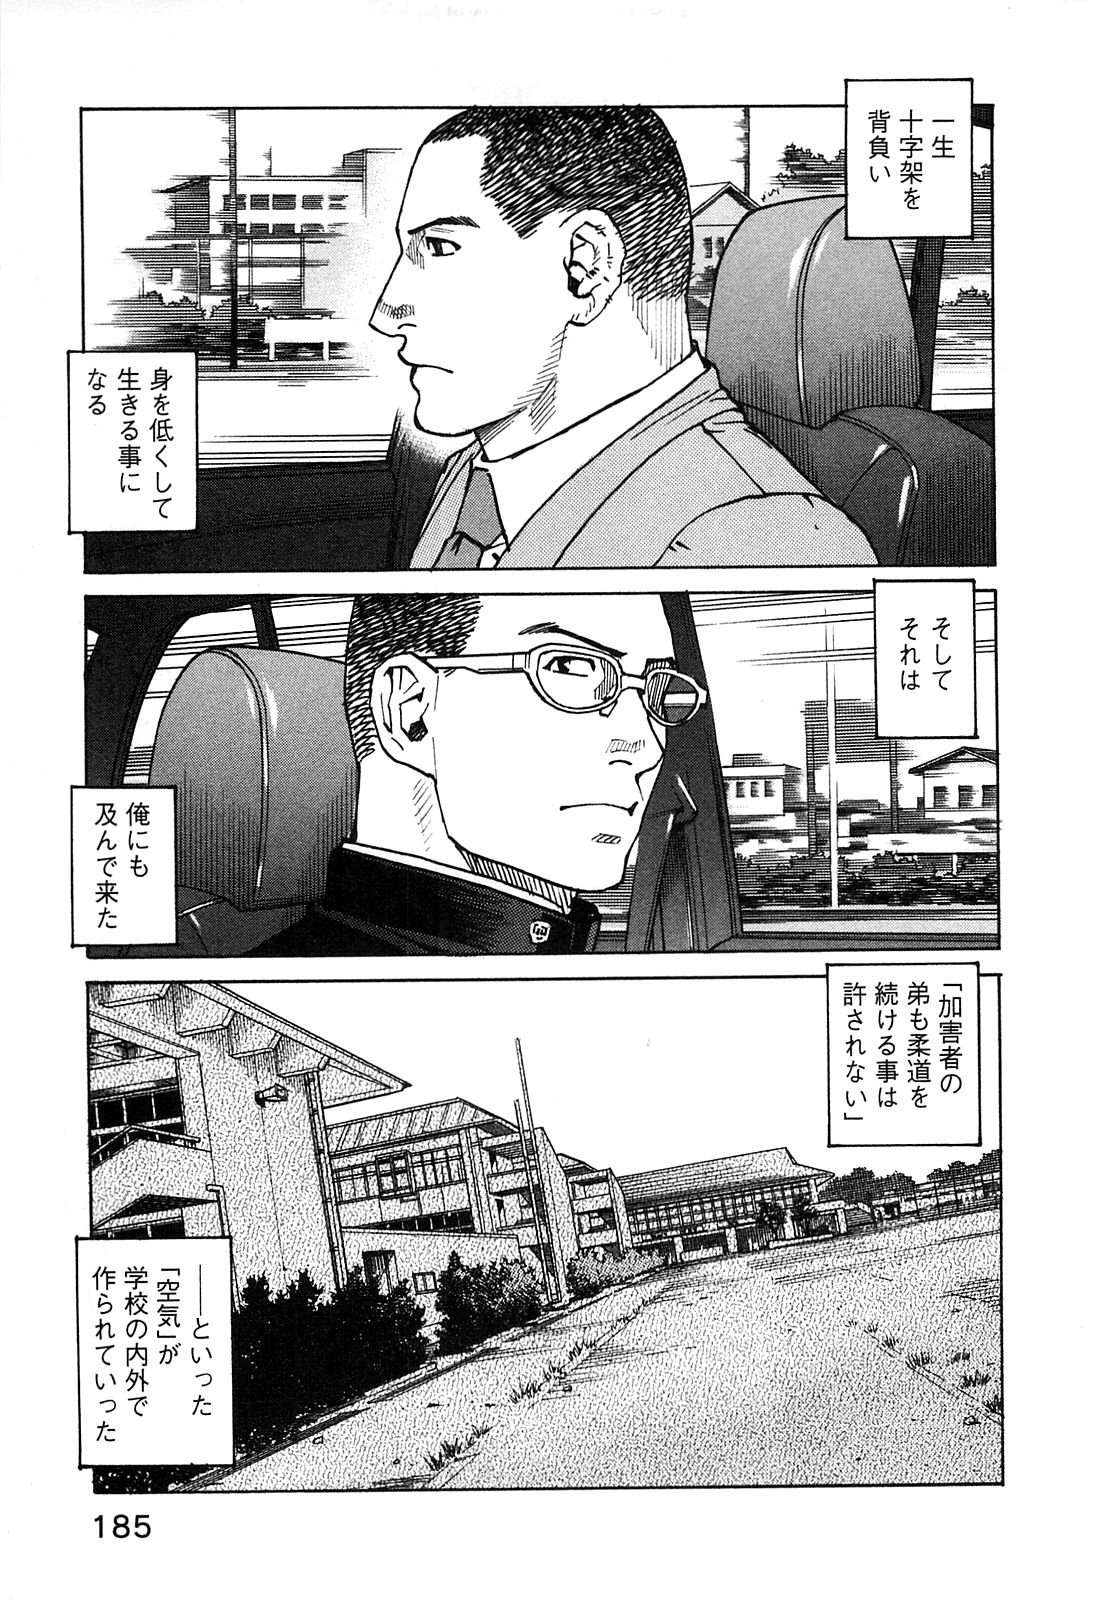 一生
十字架を
背負い
身を低くして
生きる事に
なる
そして
それは
俺にも
及んで来た
「加害者の
弟も柔道を
続ける事は
許されない」
――といった
「空気」が
学校の内外で
作られていった
185